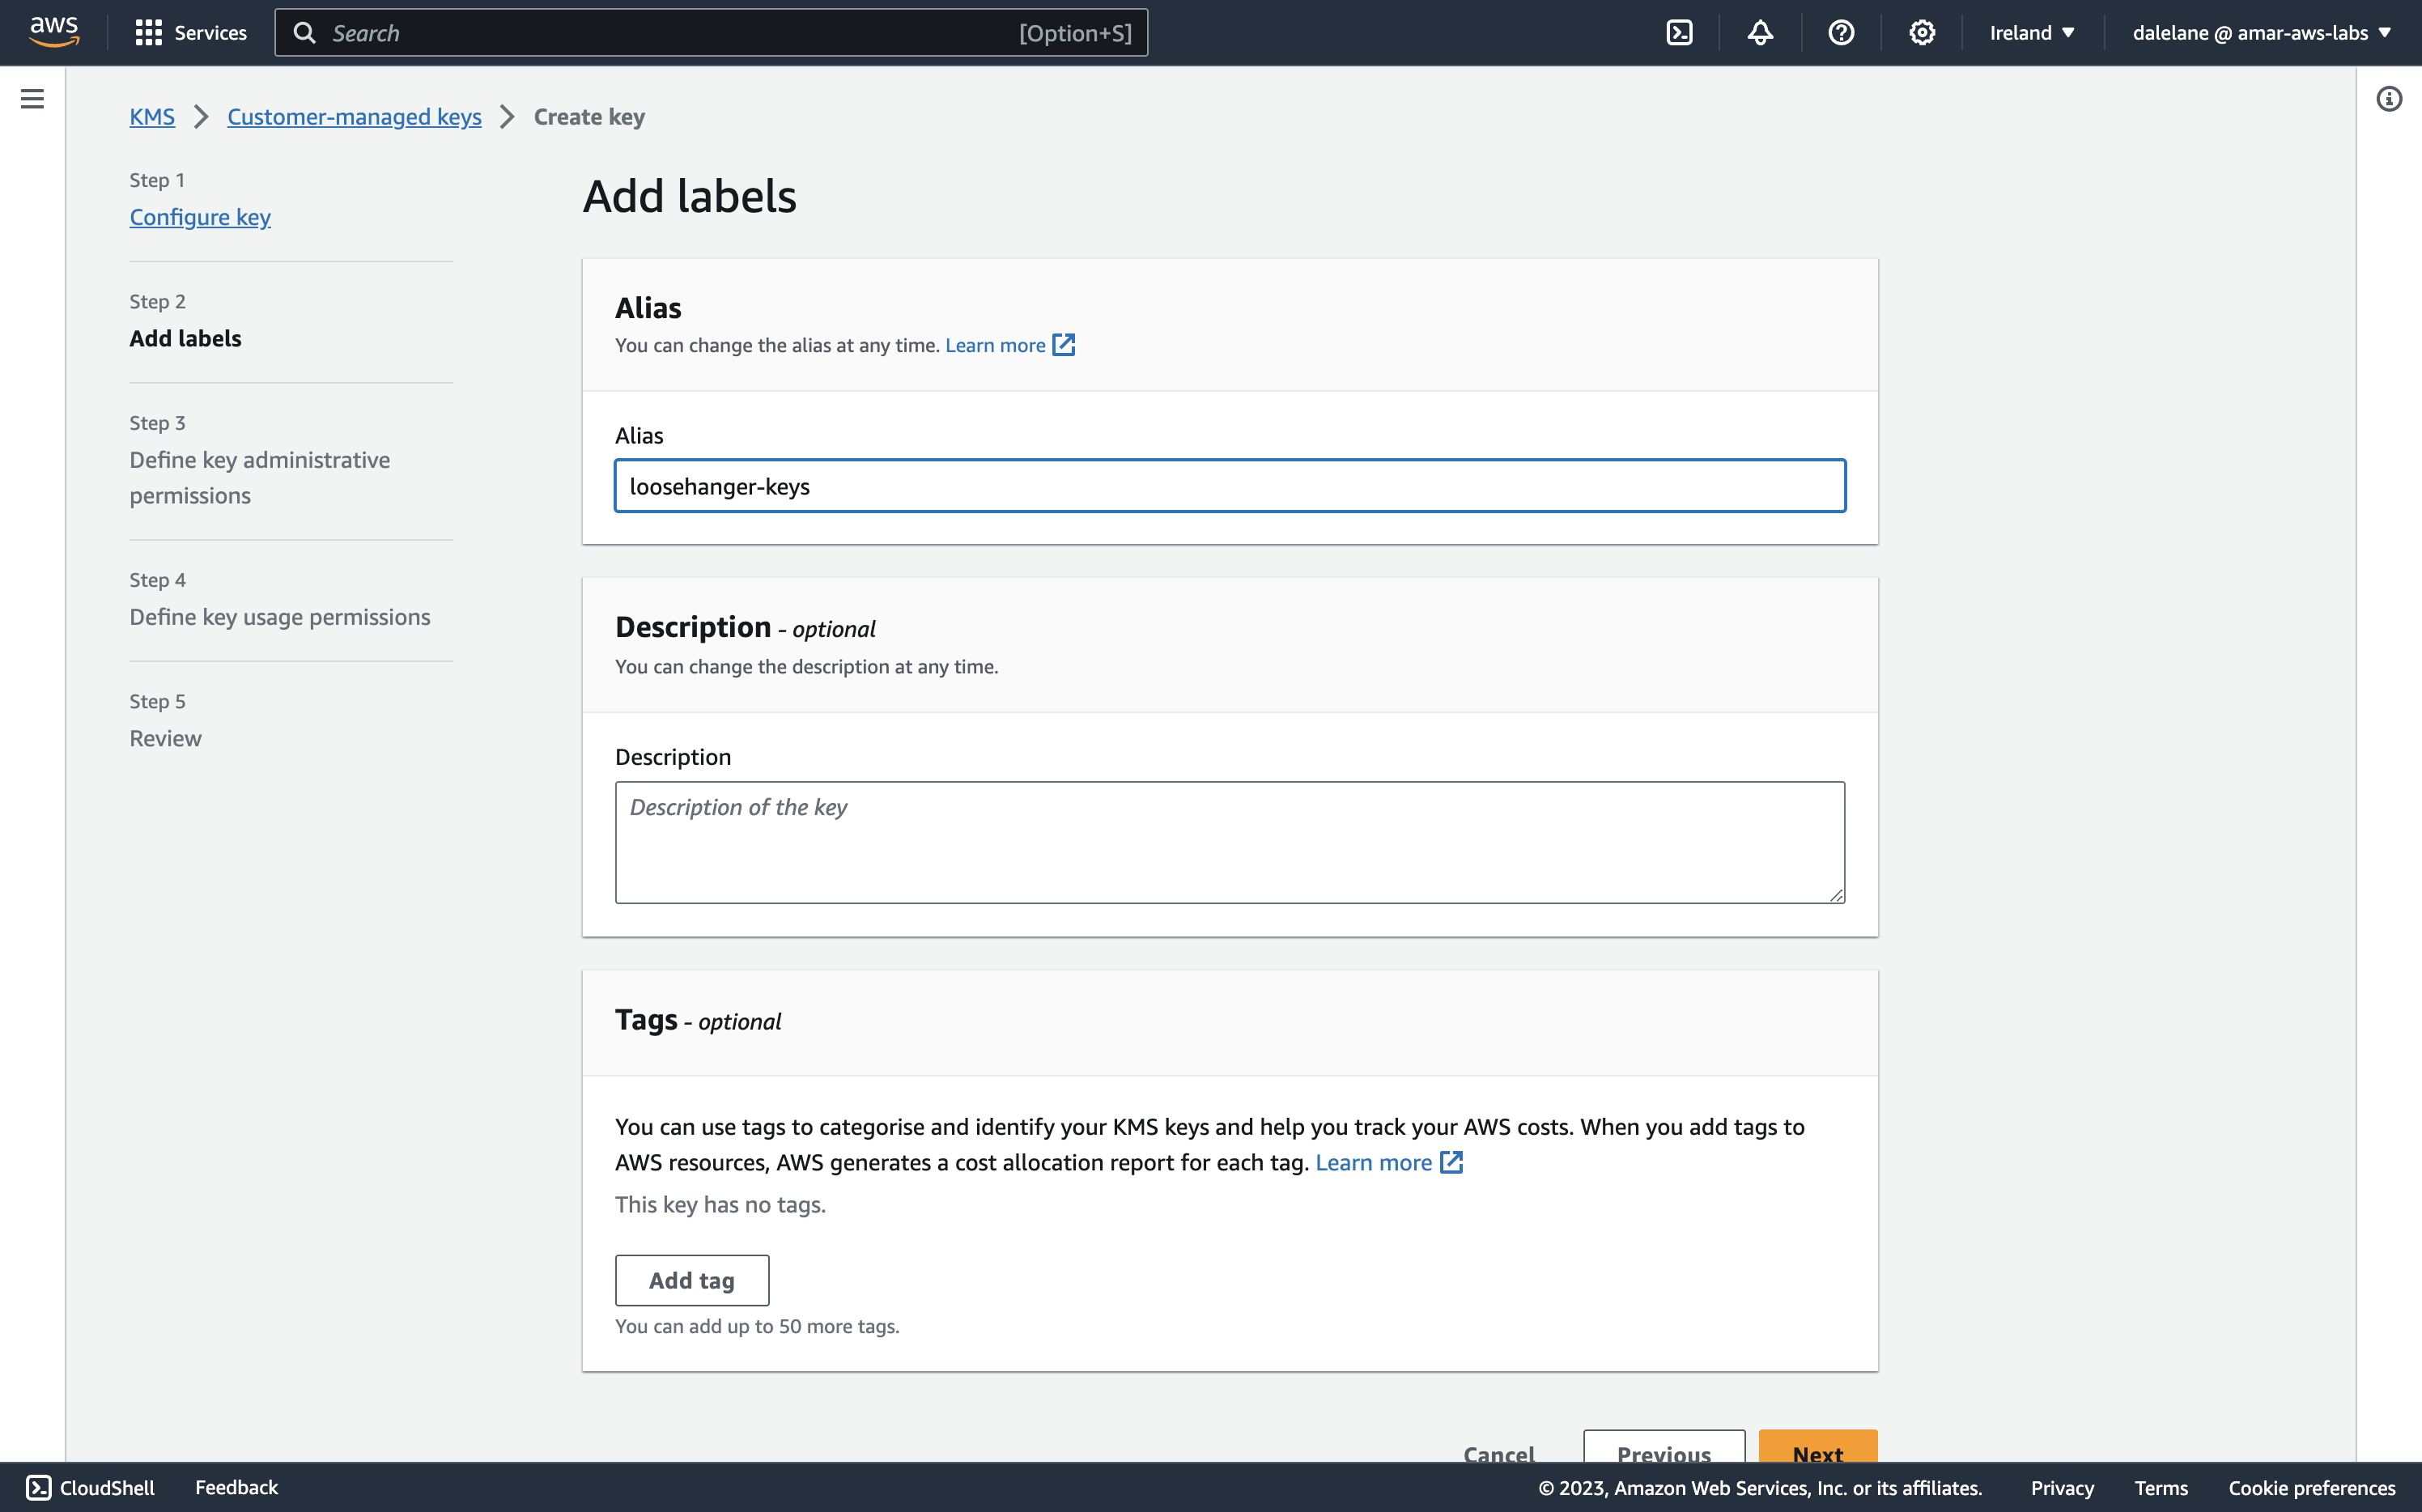 aws
Services
Search
[Option+S]
Ireland
dalelane @ amar-aws-labs
KMS
Customer-managed keys
Create key
Step 1
Configure key
Step 2
Add labels
Step 3
Define key administrative
permissions
Step 4
Define key usage permissions
Step 5
Review
Add labels
Alias
You can change the alias at any time. Learn more
Alias
loosehanger-keys
Description - optional
You can change the description at any time.
Description
Description of the key
Tags - optional
You can use tags to categorise and identify your KMS keys and help you track your AWS costs. When you add tags to
AWS resources, AWS generates a cost allocation report for each tag. Learn more
This key has no tags.
Add tag
You can add up to 50 more tags.
Cancel
Previous
Next
CloudShell
Feedback
© 2023, Amazon Web Services, Inc. or its affiliates.
Privacy
Terms
Cookie preferences